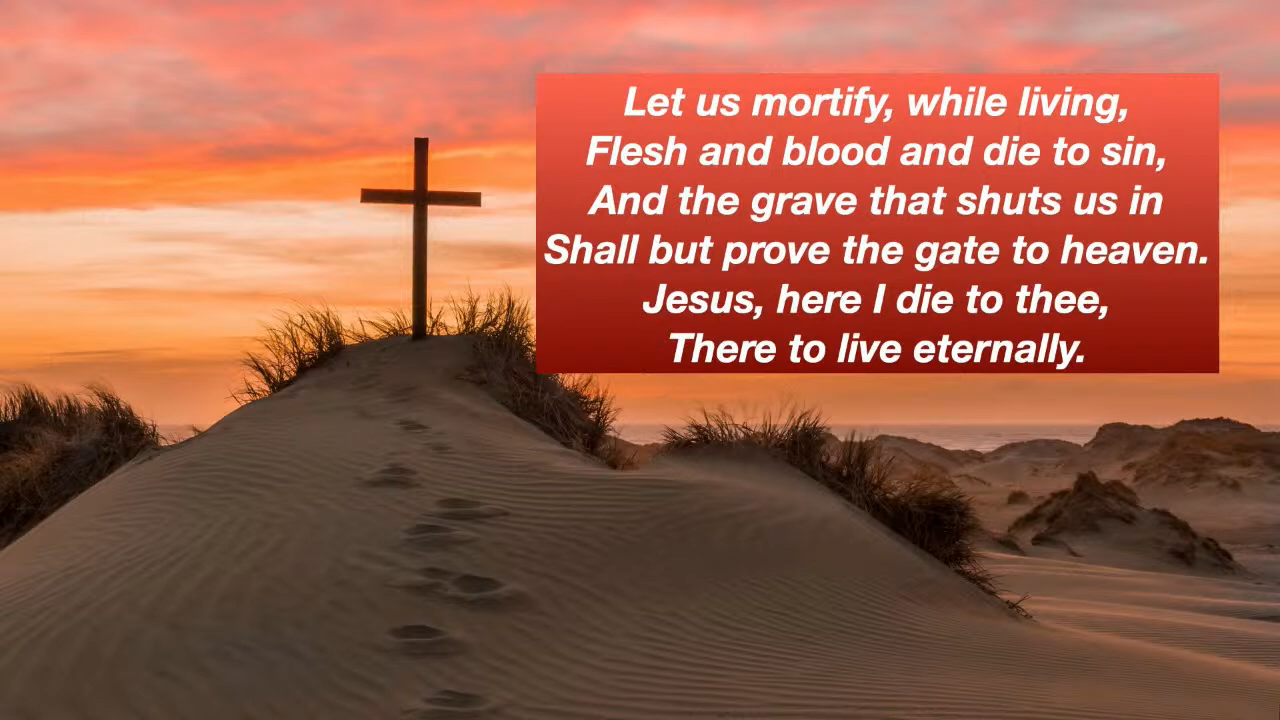 Let us mortify, while living,
Flesh and blood and die to sin,
And the grave that shuts us in
Shall but prove the gate to heaven.
Jesus, here I die to thee,
There to live eternally.